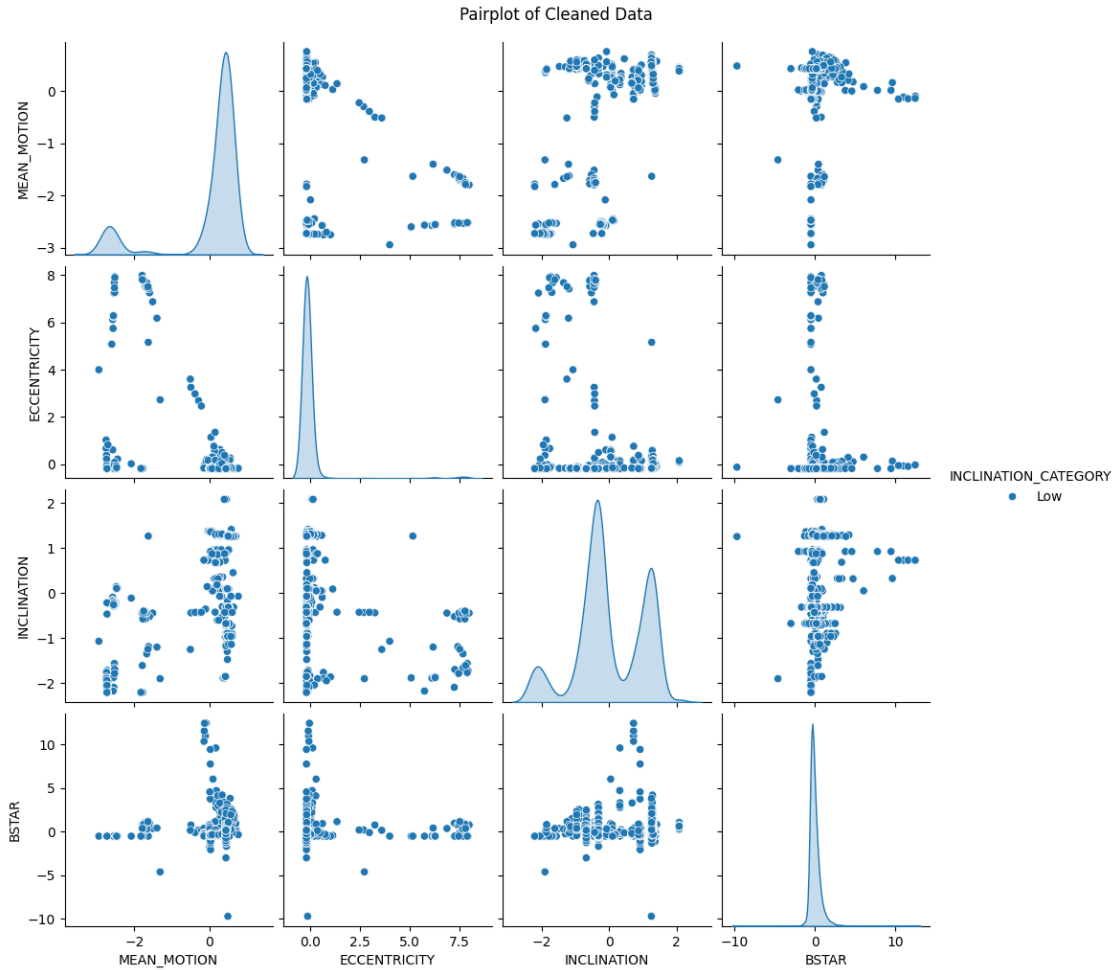 Pairplot of Cleaned Data
MEAN_MOTION
0
−1
−2
−3
ECCENTRICITY
8
6
4
2
0
INCLINATION_CATEGORY
Low
INCLINATION
2
1
0
−1
−2
BSTAR
10
5
0
−5
−10
−2 0
0.0 2.5 5.0 7.5
−2 0 2
−10 0 10
MEAN_MOTION ECCENTRICITY INCLINATION BSTAR